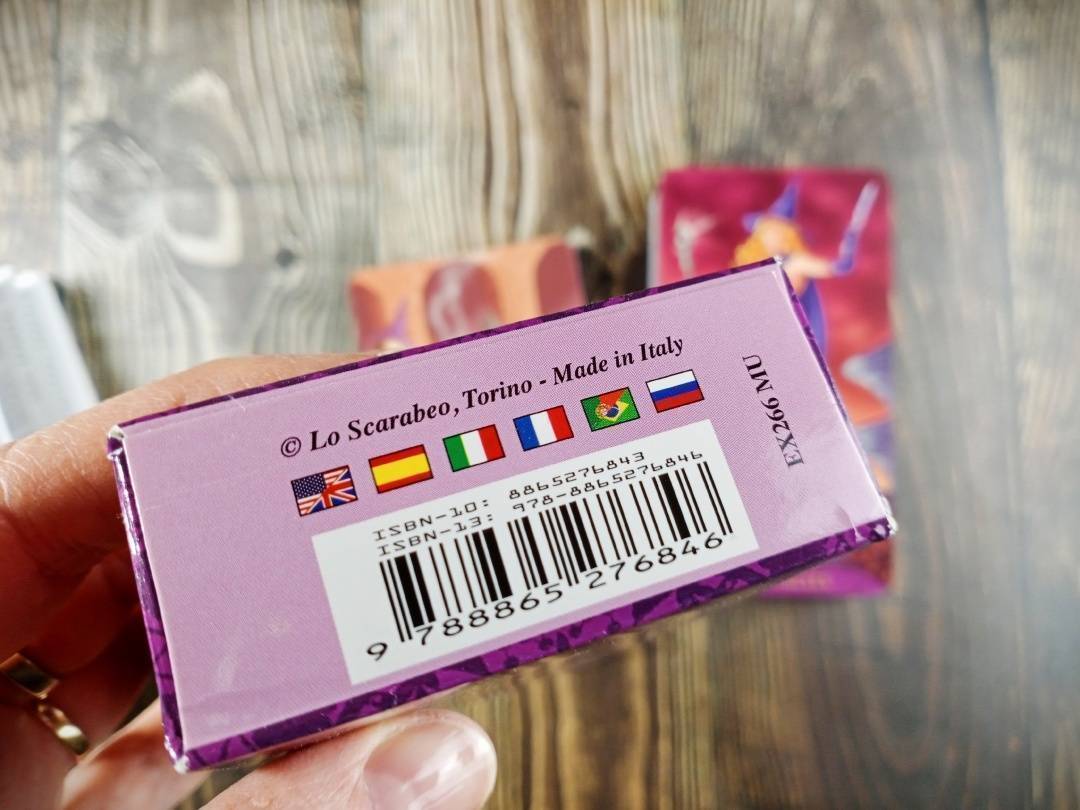 © Lo Scarabeo, Torino - Made in Italy
ISBN-10: 8865276843
ISBN-13: 978-8865276846
9 788865 276846
EX266 MU